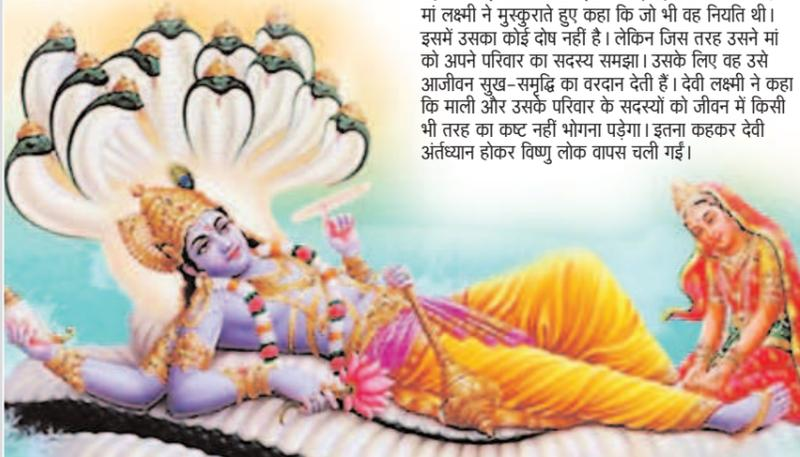 मां लक्ष्मी ने मुस्कुराते हुए कहा कि जो भी वह नियति थी।
इसमें उसका कोई दोष नहीं है। लेकिन जिस तरह उसने मां
को अपने परिवार का सदस्य समझा। उसके लिए वह उसे
आजीवन सुख-समृद्धि का वरदान देती हैं। देवी लक्ष्मी ने कहा
कि माली और उसके परिवार के सदस्यों को जीवन में किसी
भी तरह का कष्ट नहीं भोगना पड़ेगा। इतना कहकर देवी
अंर्तध्यान होकर विष्णु लोक वापस चली गईं।